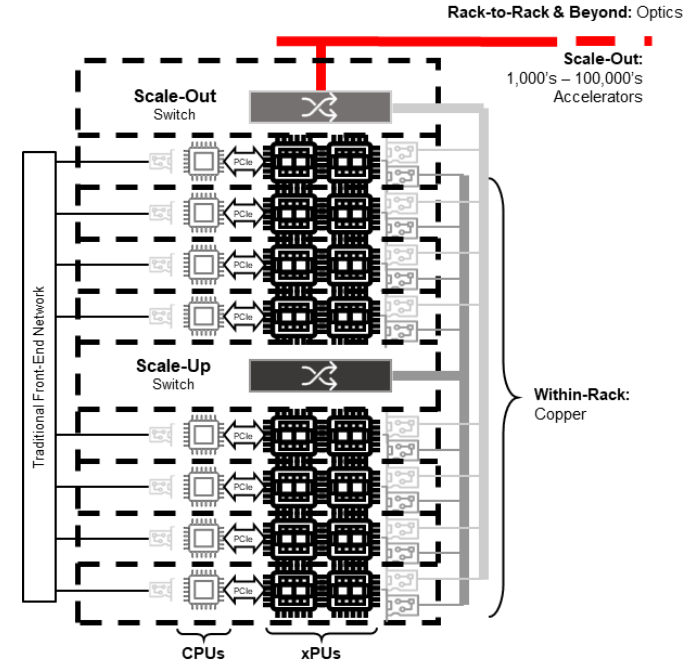 Rack-to-Rack & Beyond: Optics
Scale-Out:
1,000's – 100,000's
Accelerators
Scale-Out
Switch
PCIe
PCIe
PCIe
PCIe
Scale-Up
Switch
PCIe
PCIe
PCIe
PCIe
Traditional Front-End Network
Within-Rack:
Copper
CPUs
xPUs